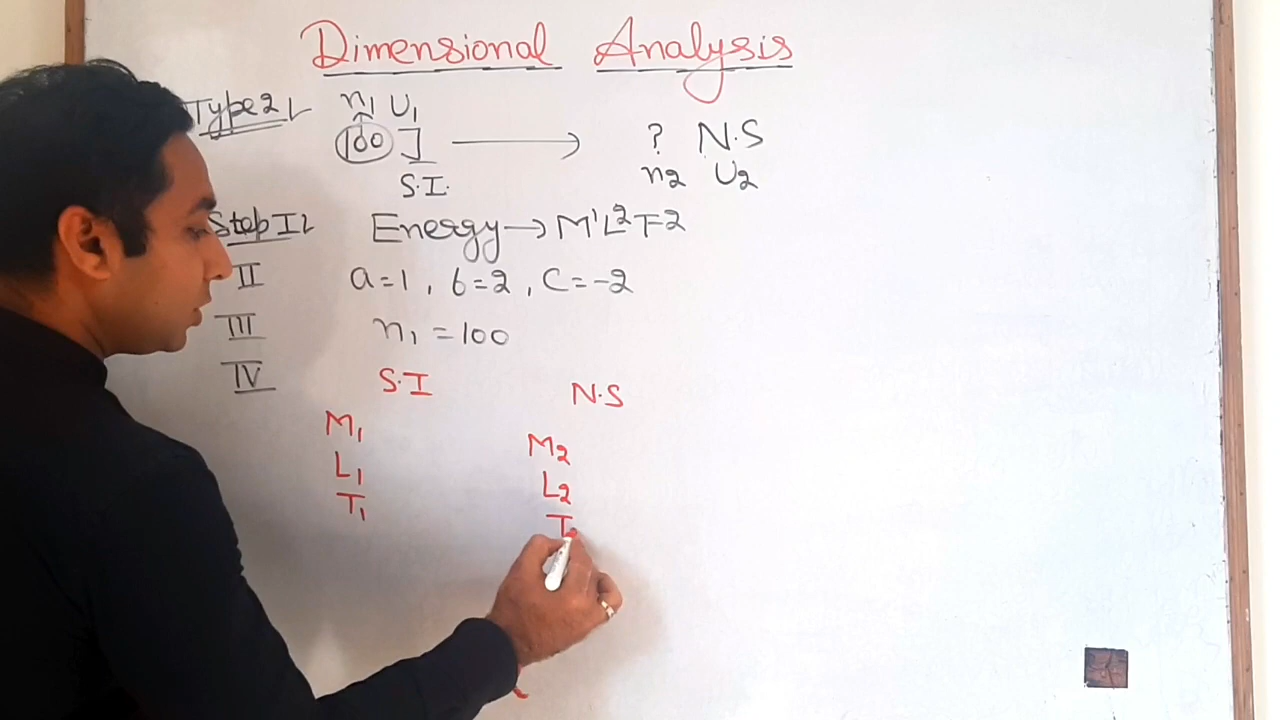 Dimensional Analysis
Type 2 n₁ U₁
100 J ? N.S
S.I. n₂ U₂
Step I Energy → M¹L²T⁻²
II a=1, b=2, c=-2
III n₁ = 100
IV S.I N.S
M₁ M₂
L₁ L₂
T₁ T